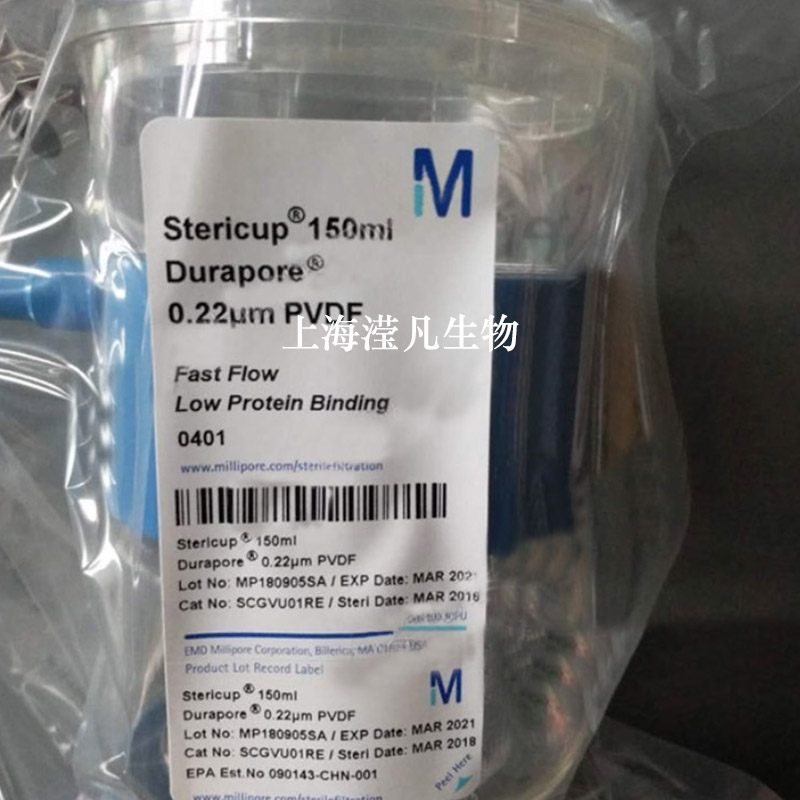 M
Stericup® 150ml
Durapore®
0.22µm PVDF
上海滢凡生物
Fast Flow
Low Protein Binding
0401
www.millipore.com/sterilefiltration
Stericup® 150ml
Durapore® 0.22µm PVDF
Lot No: MP180905SA / EXP Date: MAR 2021
Cat No: SCGVU01RE / Steri Date: MAR 2018
EMD Millipore Corporation, Billerica, MA
Product Lot Record Label
M
Stericup® 150ml
Durapore® 0.22µm PVDF
Lot No: MP180905SA / EXP Date: MAR 2021
Cat No: SCGVU01RE / Steri Date: MAR 2018
EPA Est.No 090143-CHN-001
Peel Here
www.millipore.com/sterilefiltration